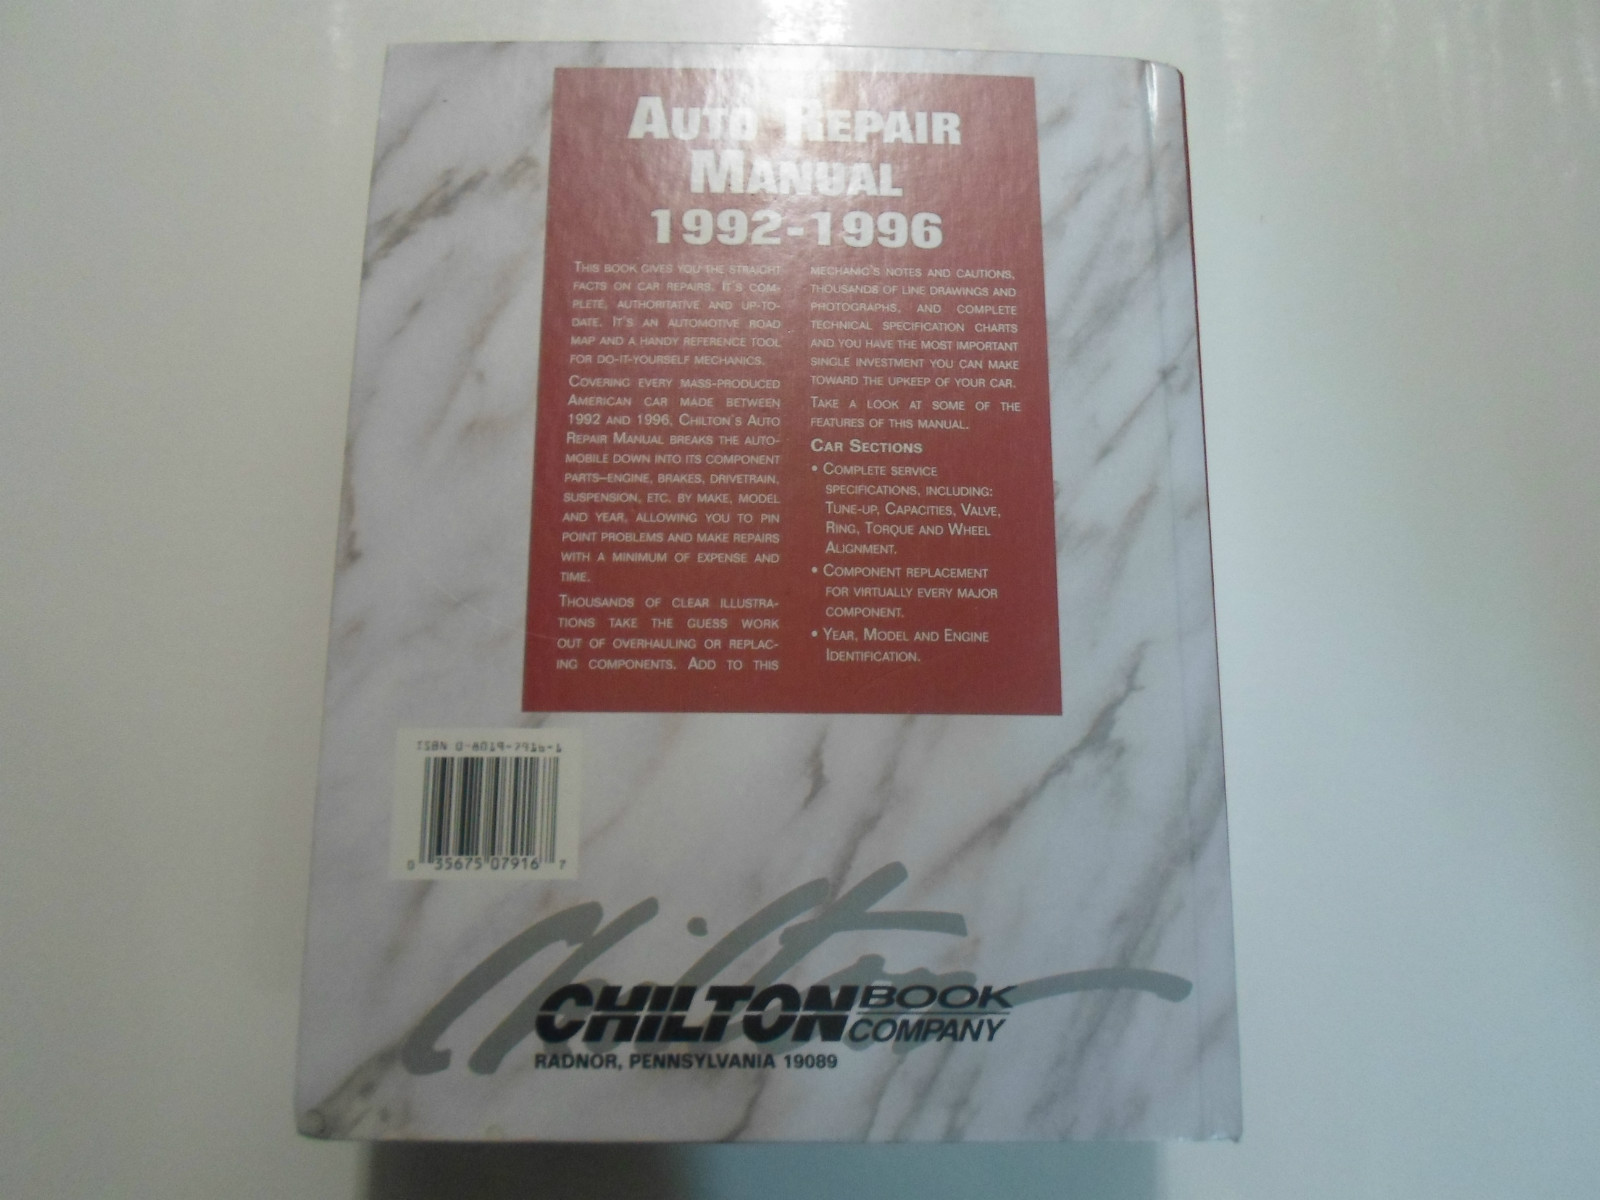 AUTO REPAIR
MANUAL
1992-1996
THIS BOOK GIVES YOU THE STRAIGHT
FACTS ON CAR REPAIRS. IT'S COM-
PLETE, AUTHORITATIVE AND UP-TO-
DATE. IT'S AN AUTOMOTIVE ROAD
MAP AND A HANDY REFERENCE TOOL
FOR DO-IT-YOURSELF MECHANICS.
COVERING EVERY MASS-PRODUCED
AMERICAN CAR MADE BETWEEN
1992 AND 1996, CHILTON'S AUTO
REPAIR MANUAL BREAKS THE AUTO-
MOBILE DOWN INTO ITS COMPONENT
PARTS—ENGINE, BRAKES, DRIVETRAIN,
SUSPENSION, ETC. BY MAKE, MODEL
AND YEAR, ALLOWING YOU TO PIN
POINT PROBLEMS AND MAKE REPAIRS
WITH A MINIMUM OF EXPENSE AND
TIME.
THOUSANDS OF CLEAR ILLUSTRA-
TIONS TAKE THE GUESS WORK
OUT OF OVERHAULING OR REPLAC-
ING COMPONENTS. ADD TO THIS
MECHANIC'S NOTES AND CAUTIONS,
THOUSANDS OF LINE DRAWINGS AND
PHOTOGRAPHS, AND COMPLETE
TECHNICAL SPECIFICATION CHARTS
AND YOU HAVE THE MOST IMPORTANT
SINGLE INVESTMENT YOU CAN MAKE
TOWARD THE UPKEEP OF YOUR CAR.
TAKE A LOOK AT SOME OF THE
FEATURES OF THIS MANUAL.
CAR SECTIONS
• COMPLETE SERVICE
SPECIFICATIONS, INCLUDING:
TUNE-UP, CAPACITIES, VALVE,
RING, TORQUE AND WHEEL
ALIGNMENT.
• COMPONENT REPLACEMENT
FOR VIRTUALLY EVERY MAJOR
COMPONENT.
• YEAR, MODEL AND ENGINE
IDENTIFICATION.
ISBN 0-8019-7916-1
0 35675 07916 7
Chilton
CHILTON BOOK
COMPANY
RADNOR, PENNSYLVANIA 19089